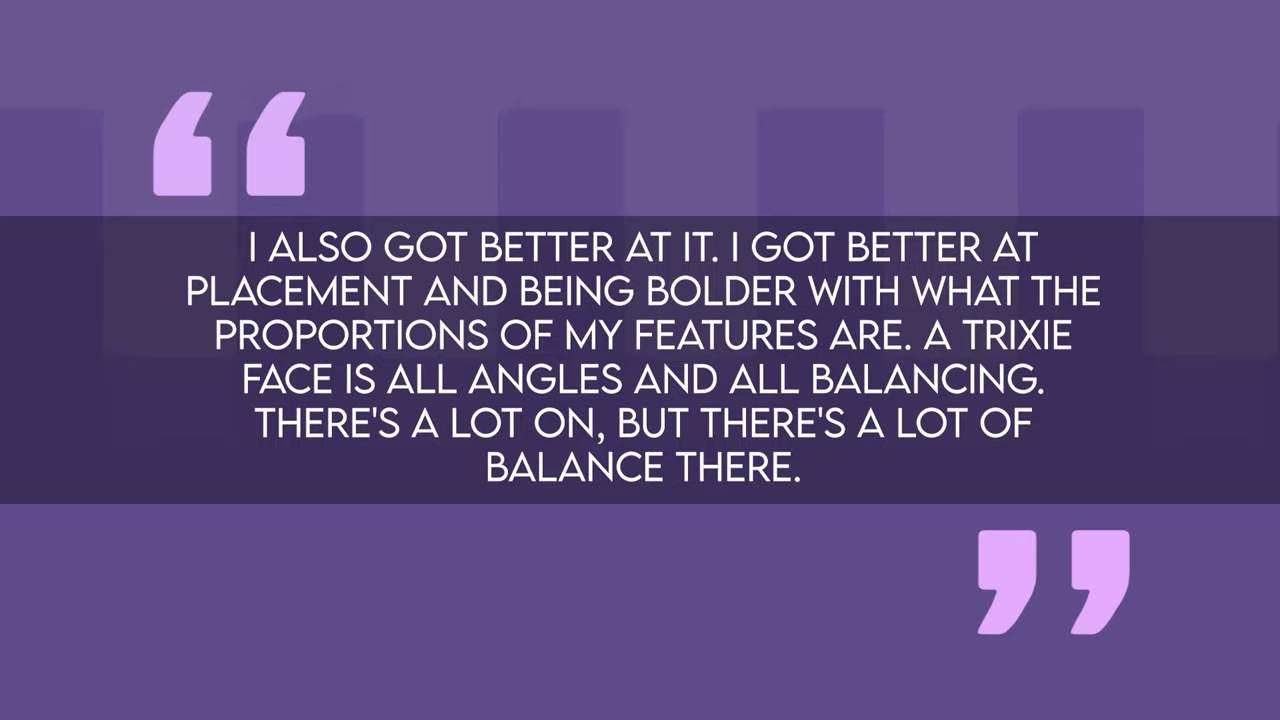 I ALSO GOT BETTER AT IT. I GOT BETTER AT
PLACEMENT AND BEING BOLDER WITH WHAT THE
PROPORTIONS OF MY FEATURES ARE. A TRIXIE
FACE IS ALL ANGLES AND ALL BALANCING.
THERE'S A LOT ON, BUT THERE'S A LOT OF
BALANCE THERE.